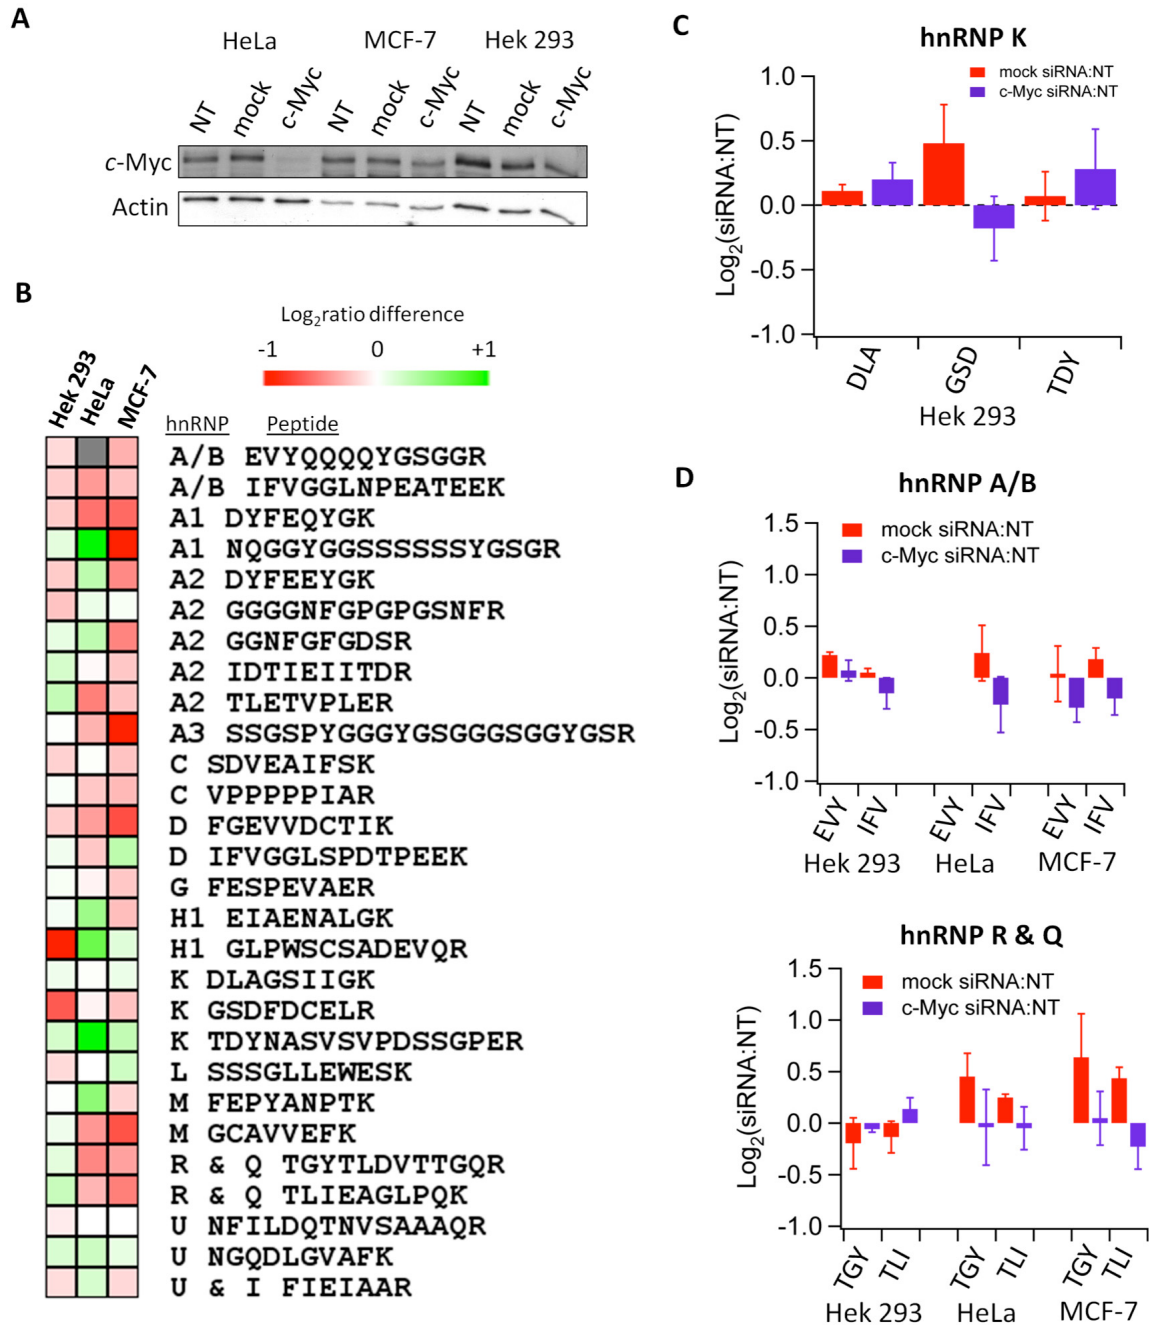 A
HeLa MCF-7 Hek 293
NT mock c-Myc NT mock c-Myc NT mock c-Myc
c-Myc
Actin
B
Log2ratio difference
-1 0 +1
Hek 293 HeLa MCF-7
hnRNP Peptide
A/B EVYQQQQYGSGGR
A/B IFVGGLNPEATEEK
A1 DYFEQYGK
A1 NQGGYGGSSSSSSYGSGR
A2 DYFEEYGK
A2 GGGGNFGPGPGSNFR
A2 GGNFGFGDSR
A2 IDTIEIITDR
A2 TLETVPLER
A3 SSGSPYGGGYGSGGGSGGYGSR
C SDVEAIFSK
C VPPPPPIAR
D FGEVVDCTIK
D IFVGGLSPDTPEEK
G FESPEVAER
H1 EIAENALGK
H1 GLPWSCSADEVQR
K DLAGSIIGK
K GSDFDCELR
K TDYNASVSVPDSSGPER
L SSSGLLEWESK
M FEPYANPTK
M GCAVVEFK
R & Q TGYTLDVTTGQR
R & Q TLIEAGLPQK
U NFILDQTNVSAAAQR
U NGQDLGVAFK
U & I FIEIAAR
C
hnRNP K
mock siRNA:NT
c-Myc siRNA:NT
Log2(siRNA:NT)
1.0
0.5
0.0
-0.5
-1.0
DLA GSD TDY
Hek 293
D
hnRNP A/B
mock siRNA:NT
c-Myc siRNA:NT
Log2(siRNA:NT)
1.5
1.0
0.5
0.0
-0.5
-1.0
EVY IFV EVY IFV EVY IFV
Hek 293 HeLa MCF-7
hnRNP R & Q
mock siRNA:NT
c-Myc siRNA:NT
Log2(siRNA:NT)
1.5
1.0
0.5
0.0
-0.5
-1.0
TGY TLI TGY TLI TGY TLI
Hek 293 HeLa MCF-7